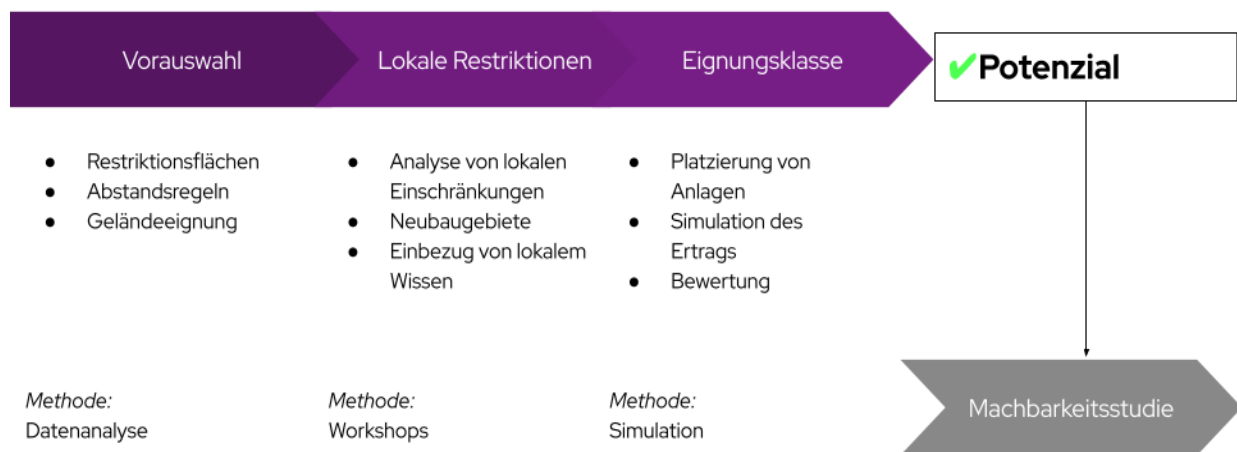 Vorauswahl
Lokale Restriktionen
Eignungsklasse
✔Potenzial
● Restriktionsflächen
● Abstandsregeln
● Geländeeignung
● Analyse von lokalen
Einschränkungen
● Neubaugebiete
● Einbezug von lokalem
Wissen
● Platzierung von
Anlagen
● Simulation des
Ertrags
● Bewertung
Methode:
Datenanalyse
Methode:
Workshops
Methode:
Simulation
Machbarkeitsstudie